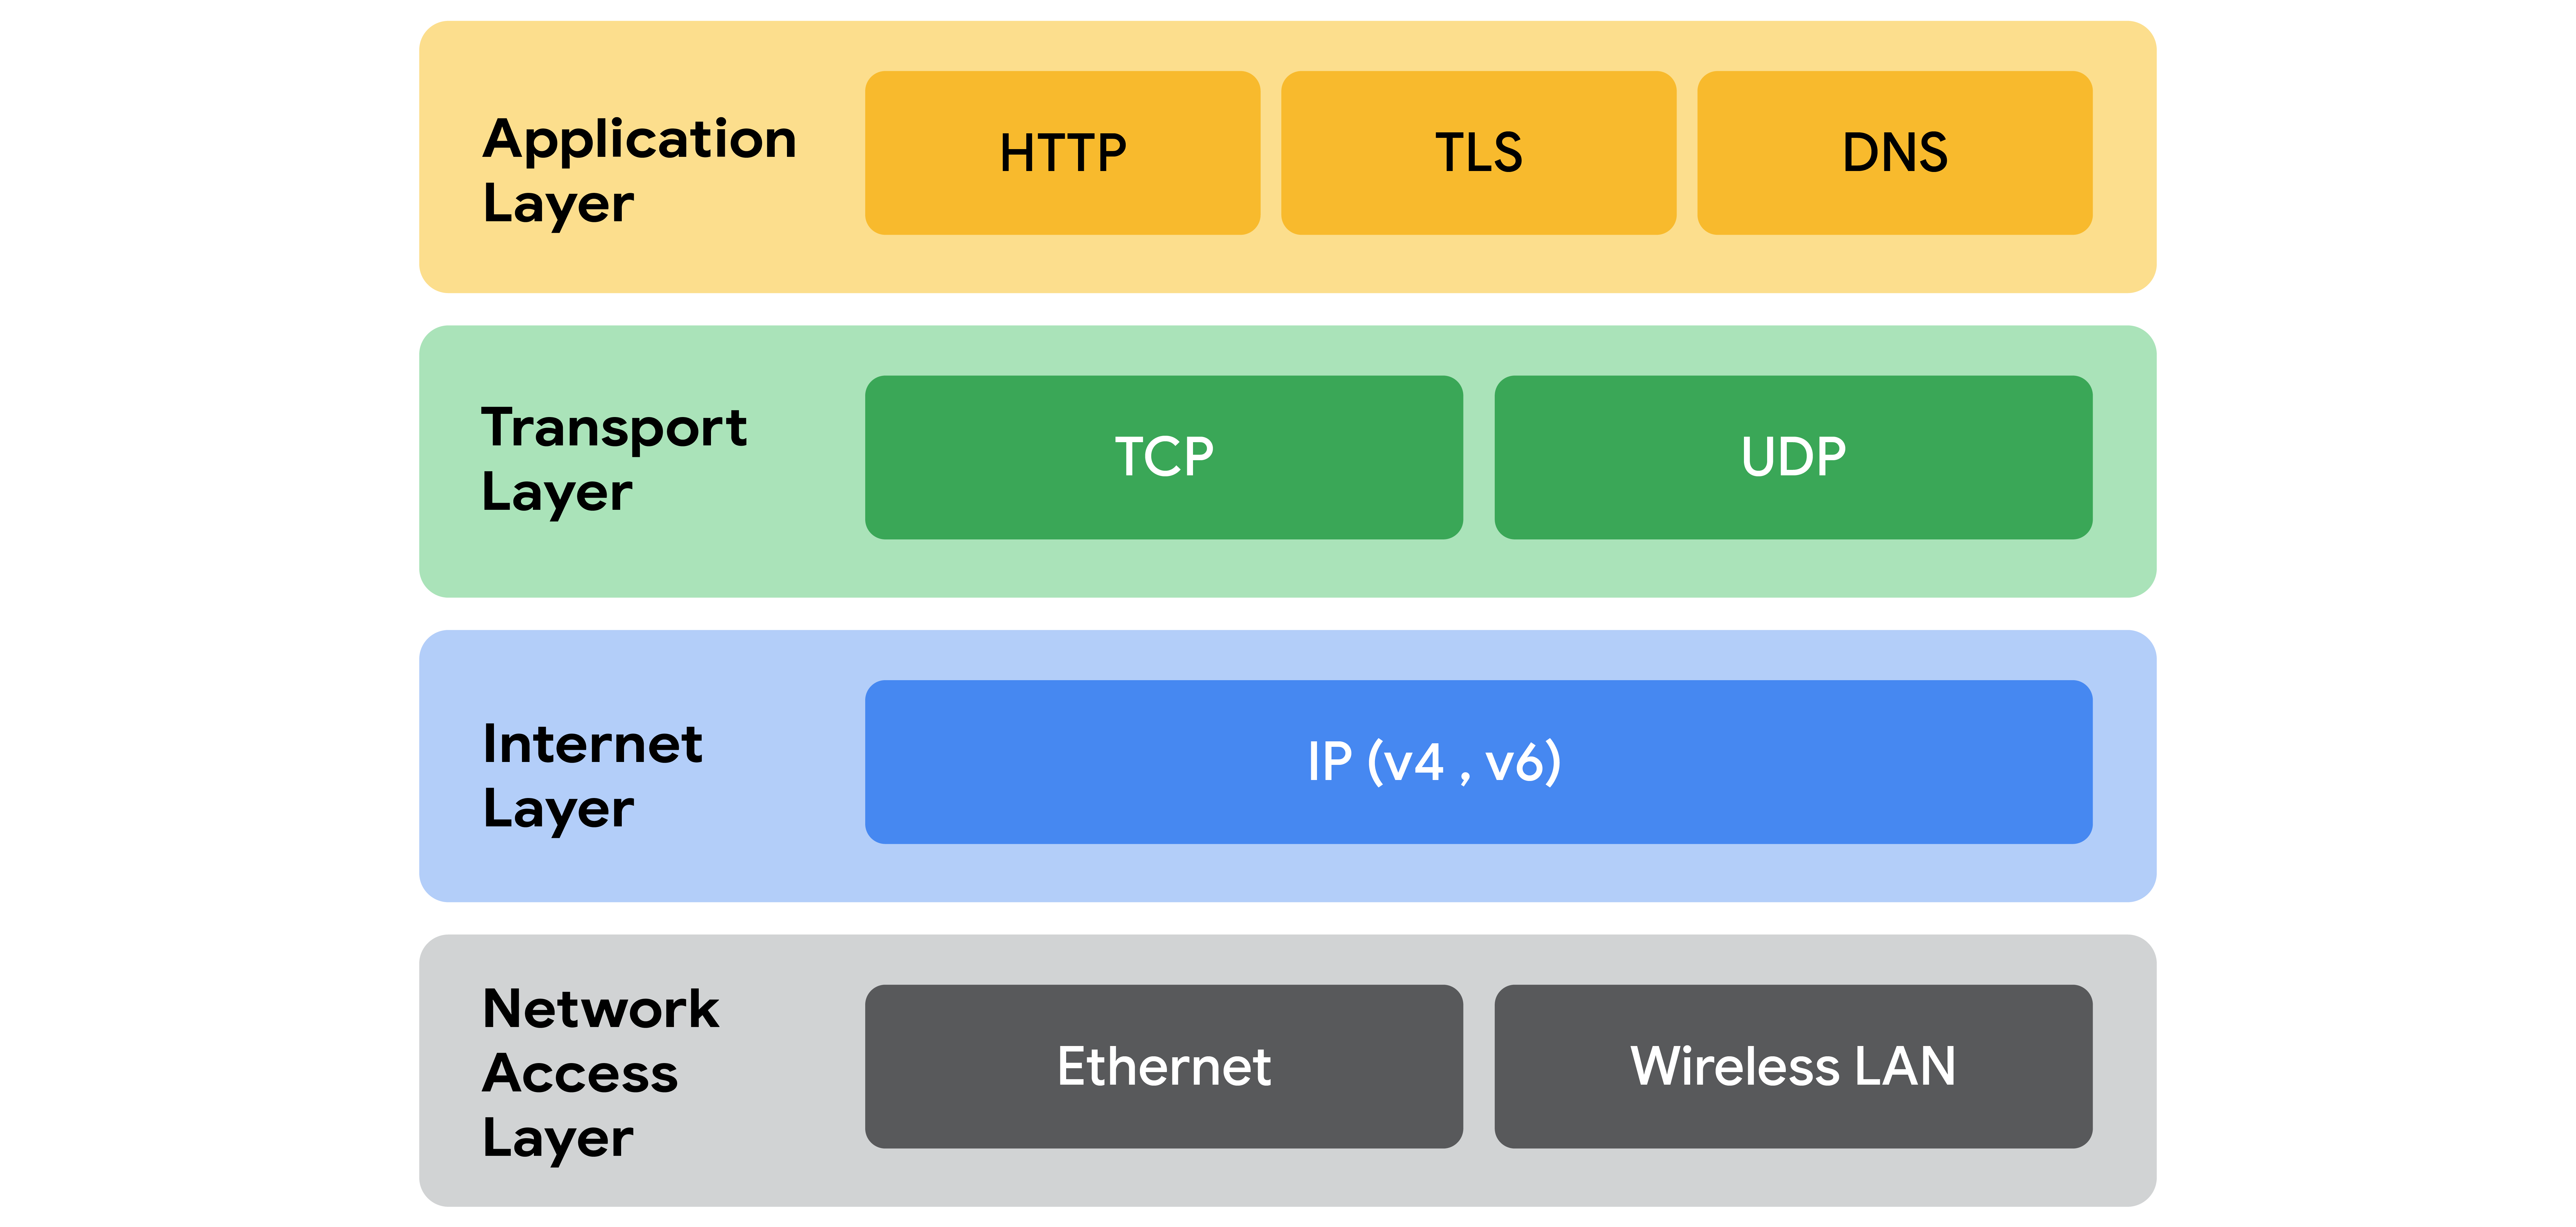 Application
Layer
HTTP
TLS
DNS
Transport
Layer
TCP
UDP
Internet
Layer
IP (v4 , v6)
Network
Access
Layer
Ethernet
Wireless LAN